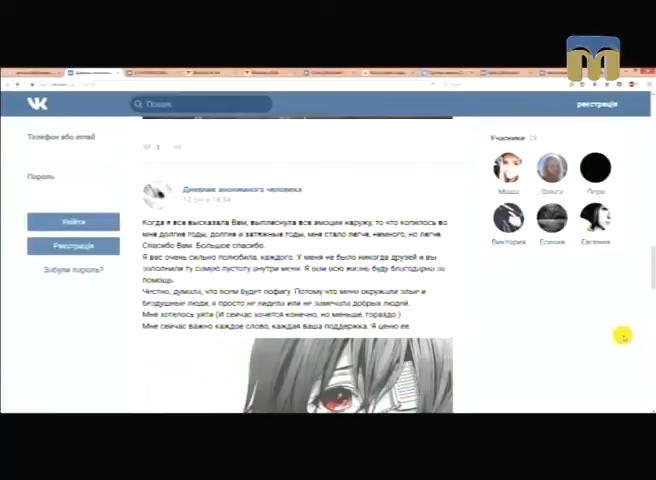 Пошук
реєстрація
Телефон або email
Учасники 28
1
Пароль
Дневник анонимного человека
Маша
Ольга
Увійти
Виктория
Есения
Евгения
Реєстрація
Забули пароль?
Когда я все высказала Вам, выплеснула все эмоции наружу, то что копилось во
мне долгие годы, долгие и затяжные годы, мне стало легче, немного, но легче.
Спасибо Вам. Большое спасибо.
Я вас очень сильно полюбила, каждого. У меня не было никогда друзей и вы
заполнили ту самую пустоту внутри меня. Я вам всю жизнь буду благодарна за
помощь.
Честно, думала, что всем будет пофигу. Потому что меня окружали злые и
бездушные люди, я просто не видела или не замечала добрых людей.
Мне хотелось уйти (И сейчас хочется конечно, но меньше, гораздо.)
Мне сейчас важно каждое слово, каждая ваша поддержка. Я ценю ее.